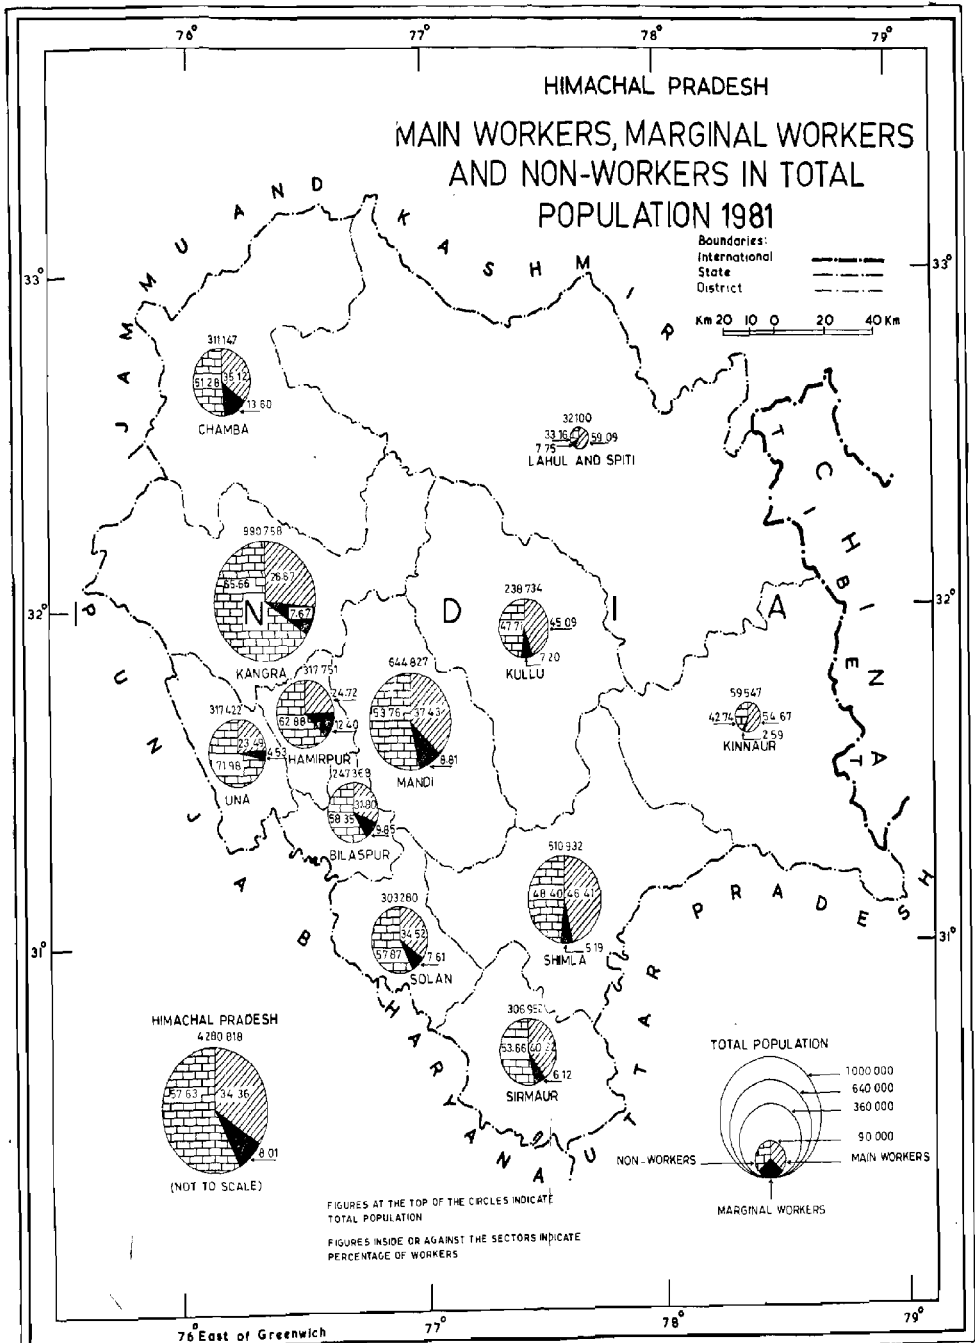 76°
77°
78°
79°
HIMACHAL PRADESH
MAIN WORKERS, MARGINAL WORKERS
AND NON-WORKERS IN TOTAL
POPULATION 1981
Boundaries:
International
State
District
Km 20 10 0 20 40 Km
33°
33°
JAMMU AND KASHMIR
311147
51.28
35.12
13.60
CHAMBA
32100
33.16
59.09
7.75
LAHUL AND SPITI
TIBET
CHINA
990758
65.66
26.67
7.67
KANGRA
INDIA
32°
32°
238734
47.71
45.09
7.20
KULLU
PUNJAB
317751
24.72
62.88
12.40
HAMIRPUR
644827
53.76
37.43
8.81
MANDI
59547
42.74
54.67
2.59
KINNAUR
317422
23.49
4.53
71.98
UNA
247368
31.80
58.35
9.85
BILASPUR
510932
48.40
46.41
5.19
SHIMLA
303280
34.52
57.87
7.61
SOLAN
31°
31°
HARYANA
UTTAR PRADESH
306952
53.66
40.22
6.12
SIRMAUR
HIMACHAL PRADESH
4280818
57.63
34.36
8.01
(NOT TO SCALE)
TOTAL POPULATION
1000000
640000
360000
90000
NON-WORKERS
MAIN WORKERS
MARGINAL WORKERS
FIGURES AT THE TOP OF THE CIRCLES INDICATE
TOTAL POPULATION
FIGURES INSIDE OR AGAINST THE SECTORS INDICATE
PERCENTAGE OF WORKERS
76° East of Greenwich
77°
78°
79°